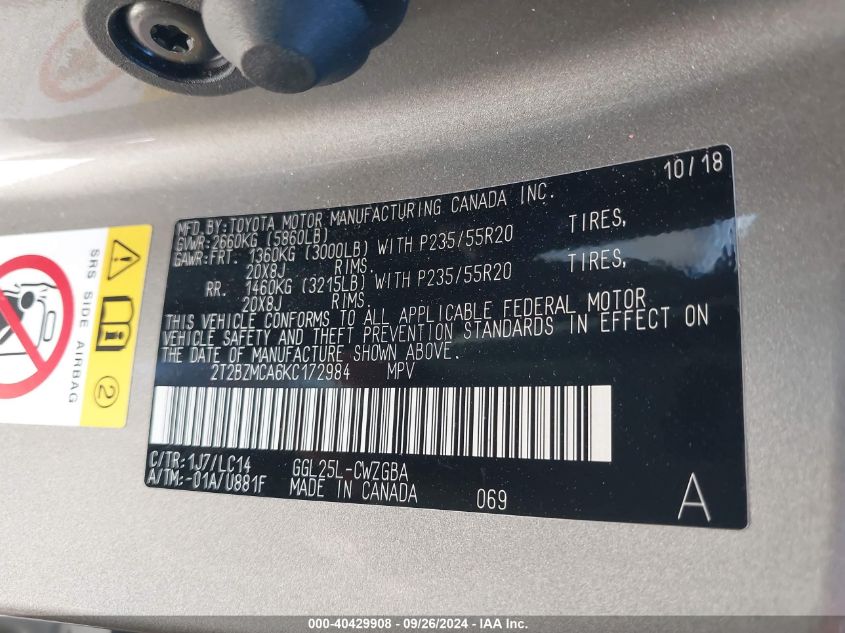 10/18
MFD.BY:TOYOTA MOTOR MANUFACTURING CANADA INC.
GVWR:2660KG (5860LB)
GAWR:FRT. 1360KG (3000LB) WITH P235/55R20 TIRES,
20X8J RIMS.
RR. 1460KG (3215LB) WITH P235/55R20 TIRES,
20X8J RIMS.
THIS VEHICLE CONFORMS TO ALL APPLICABLE FEDERAL MOTOR
VEHICLE SAFETY AND THEFT PREVENTION STANDARDS IN EFFECT ON
THE DATE OF MANUFACTURE SHOWN ABOVE.
2T2BZMCA6KC172984 MPV
C/TR:1J7/LC14 GGL25L-CWZGBA
A/TM:-01A/U881F MADE IN CANADA 069 A
SRS SIDE AIRBAG
2
000-40429908 - 09/26/2024 - IAA Inc.